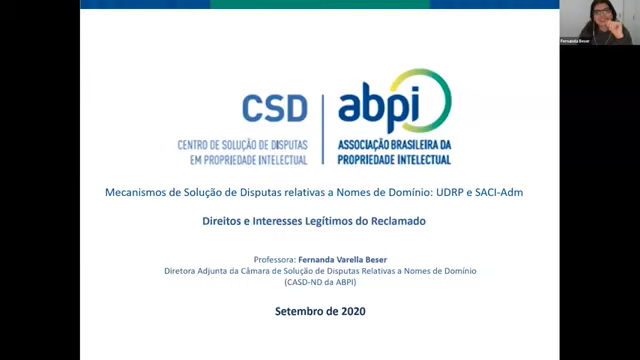 Fernanda Beser
CSD
CENTRO DE SOLUÇÃO DE DISPUTAS
EM PROPRIEDADE INTELECTUAL
abpi
ASSOCIAÇÃO BRASILEIRA DA
PROPRIEDADE INTELECTUAL
Mecanismos de Solução de Disputas relativas a Nomes de Domínio: UDRP e SACI-Adm
Direitos e Interesses Legítimos do Reclamado
Professora: Fernanda Varella Beser
Diretora Adjunta da Câmara de Solução de Disputas Relativas a Nomes de Domínio
(CASD-ND da ABPI)
Setembro de 2020